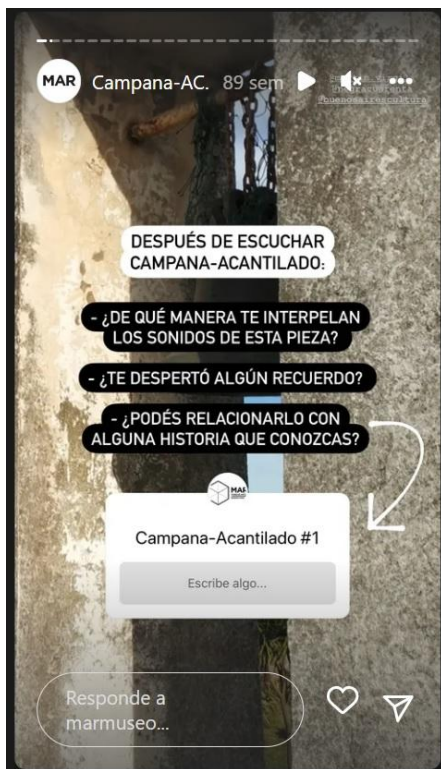 MAR Campana-AC. 89 sem
DESPUÉS DE ESCUCHAR
CAMPANA-ACANTILADO:
- ¿DE QUÉ MANERA TE INTERPELAN
LOS SONIDOS DE ESTA PIEZA?
- ¿TE DESPERTÓ ALGÚN RECUERDO?
- ¿PODÉS RELACIONARLO CON
ALGUNA HISTORIA QUE CONOZCAS?
MAR
Campana-Acantilado #1
Escribe algo...
Responde a
marmuseo...